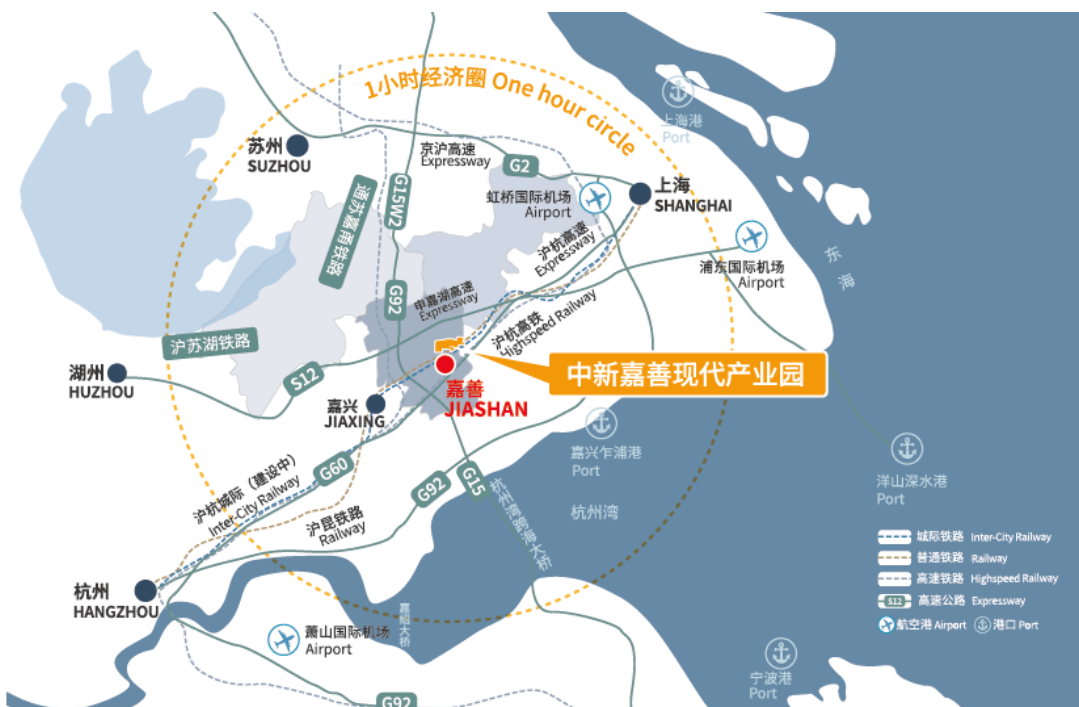 1小时经济圈 One hour circle
上海港
Port
苏州
SUZHOU
京沪高速
Expressway
G2
G15W2
虹桥国际机场
Airport
上海
SHANGHAI
通苏嘉甬铁路
沪杭高速
Expressway
浦东国际机场
Airport
东海
G92
申嘉湖高速
Expressway
沪杭高铁
Highspeed Railway
沪苏湖铁路
湖州
HUZHOU
S12
中新嘉善现代产业园
嘉善
JIASHAN
嘉兴
JIAXING
嘉兴乍浦港
Port
G60
G92
G15
杭州湾跨海大桥
杭州湾
洋山深水港
Port
沪杭城际（建设中）
Inter-City Railway
沪昆铁路
Railway
城际铁路 Inter-City Railway
普通铁路 Railway
高速铁路 Highspeed Railway
S12 高速公路 Expressway
航空港 Airport 港口 Port
杭州
HANGZHOU
嘉绍大桥
萧山国际机场
Airport
宁波港
Port
G92